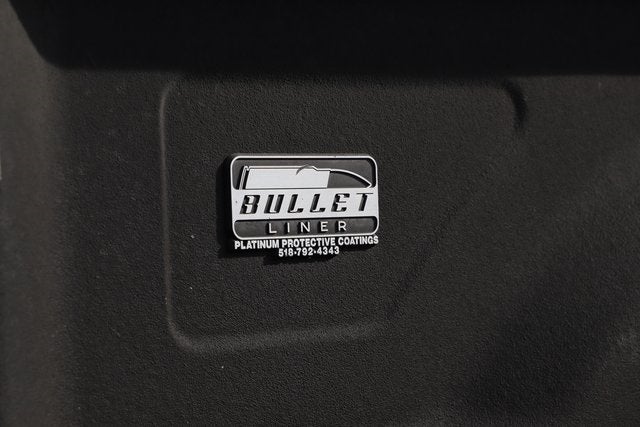 BULLET
LINER
PLATINUM PROTECTIVE COATINGS
518-792-4343